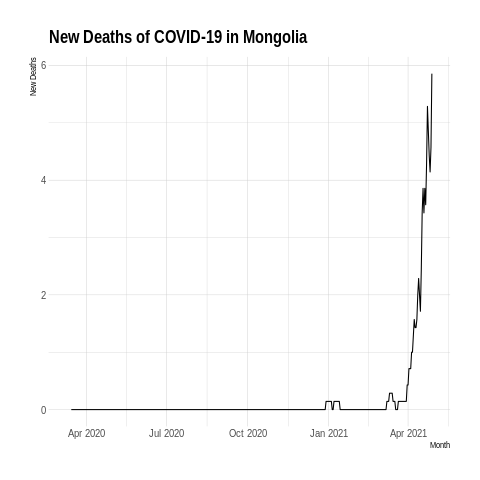 New Deaths of COVID-19 in Mongolia
New Deaths
6
4
2
0
Apr 2020 Jul 2020 Oct 2020 Jan 2021 Apr 2021
Month